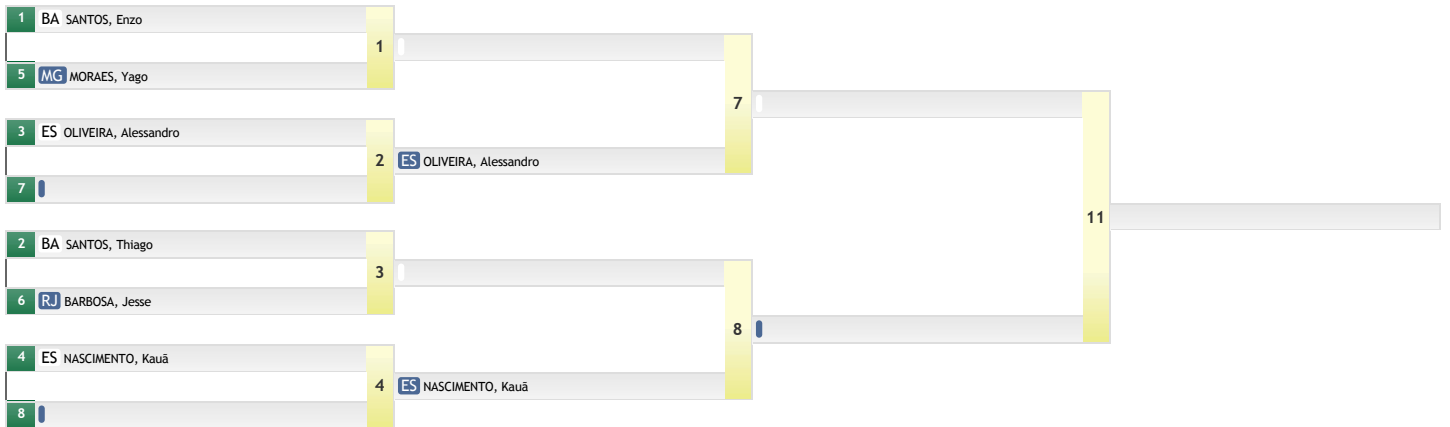 1 BA SANTOS, Enzo
1
5 MG MORAES, Yago
7
3 ES OLIVEIRA, Alessandro
2 ES OLIVEIRA, Alessandro
7
11
2 BA SANTOS, Thiago
3
6 RJ BARBOSA, Jesse
8
4 ES NASCIMENTO, Kauã
4 ES NASCIMENTO, Kauã
8